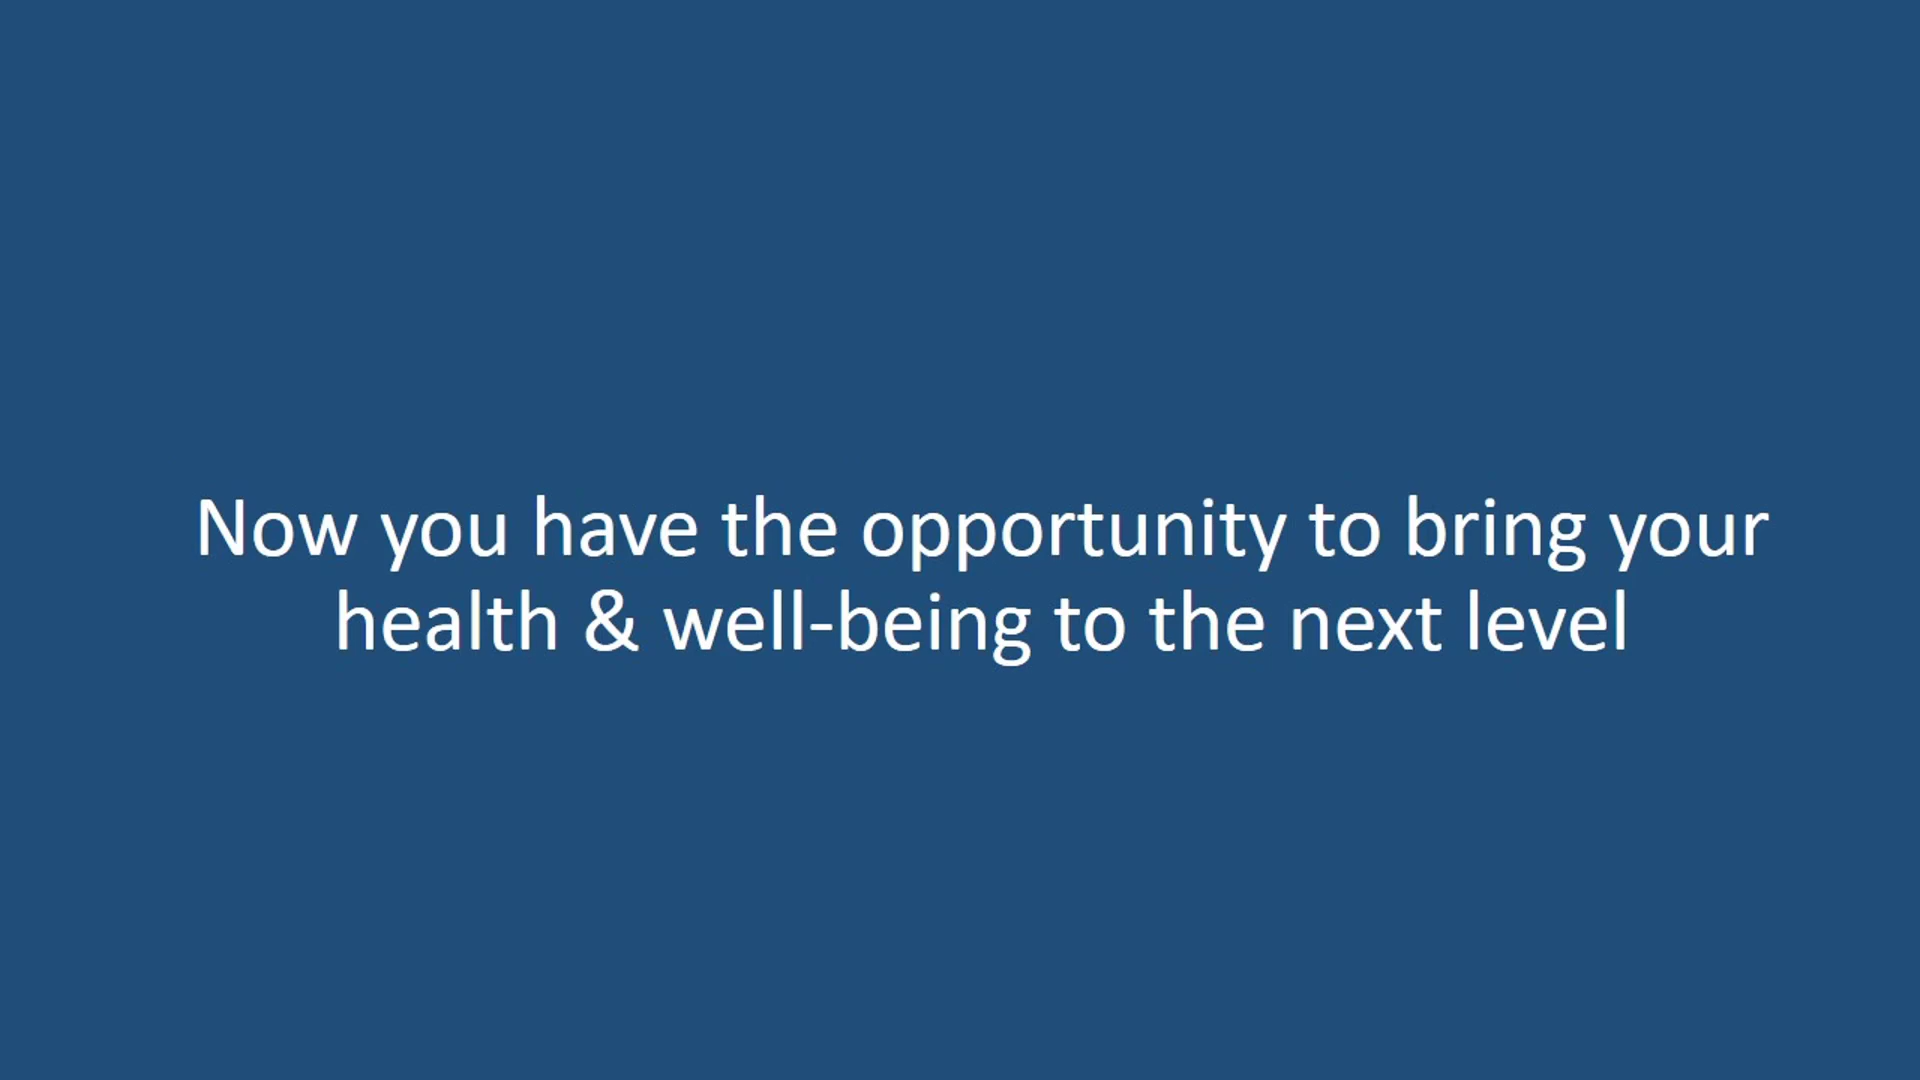 Now you have the opportunity to bring your
health & well-being to the next level